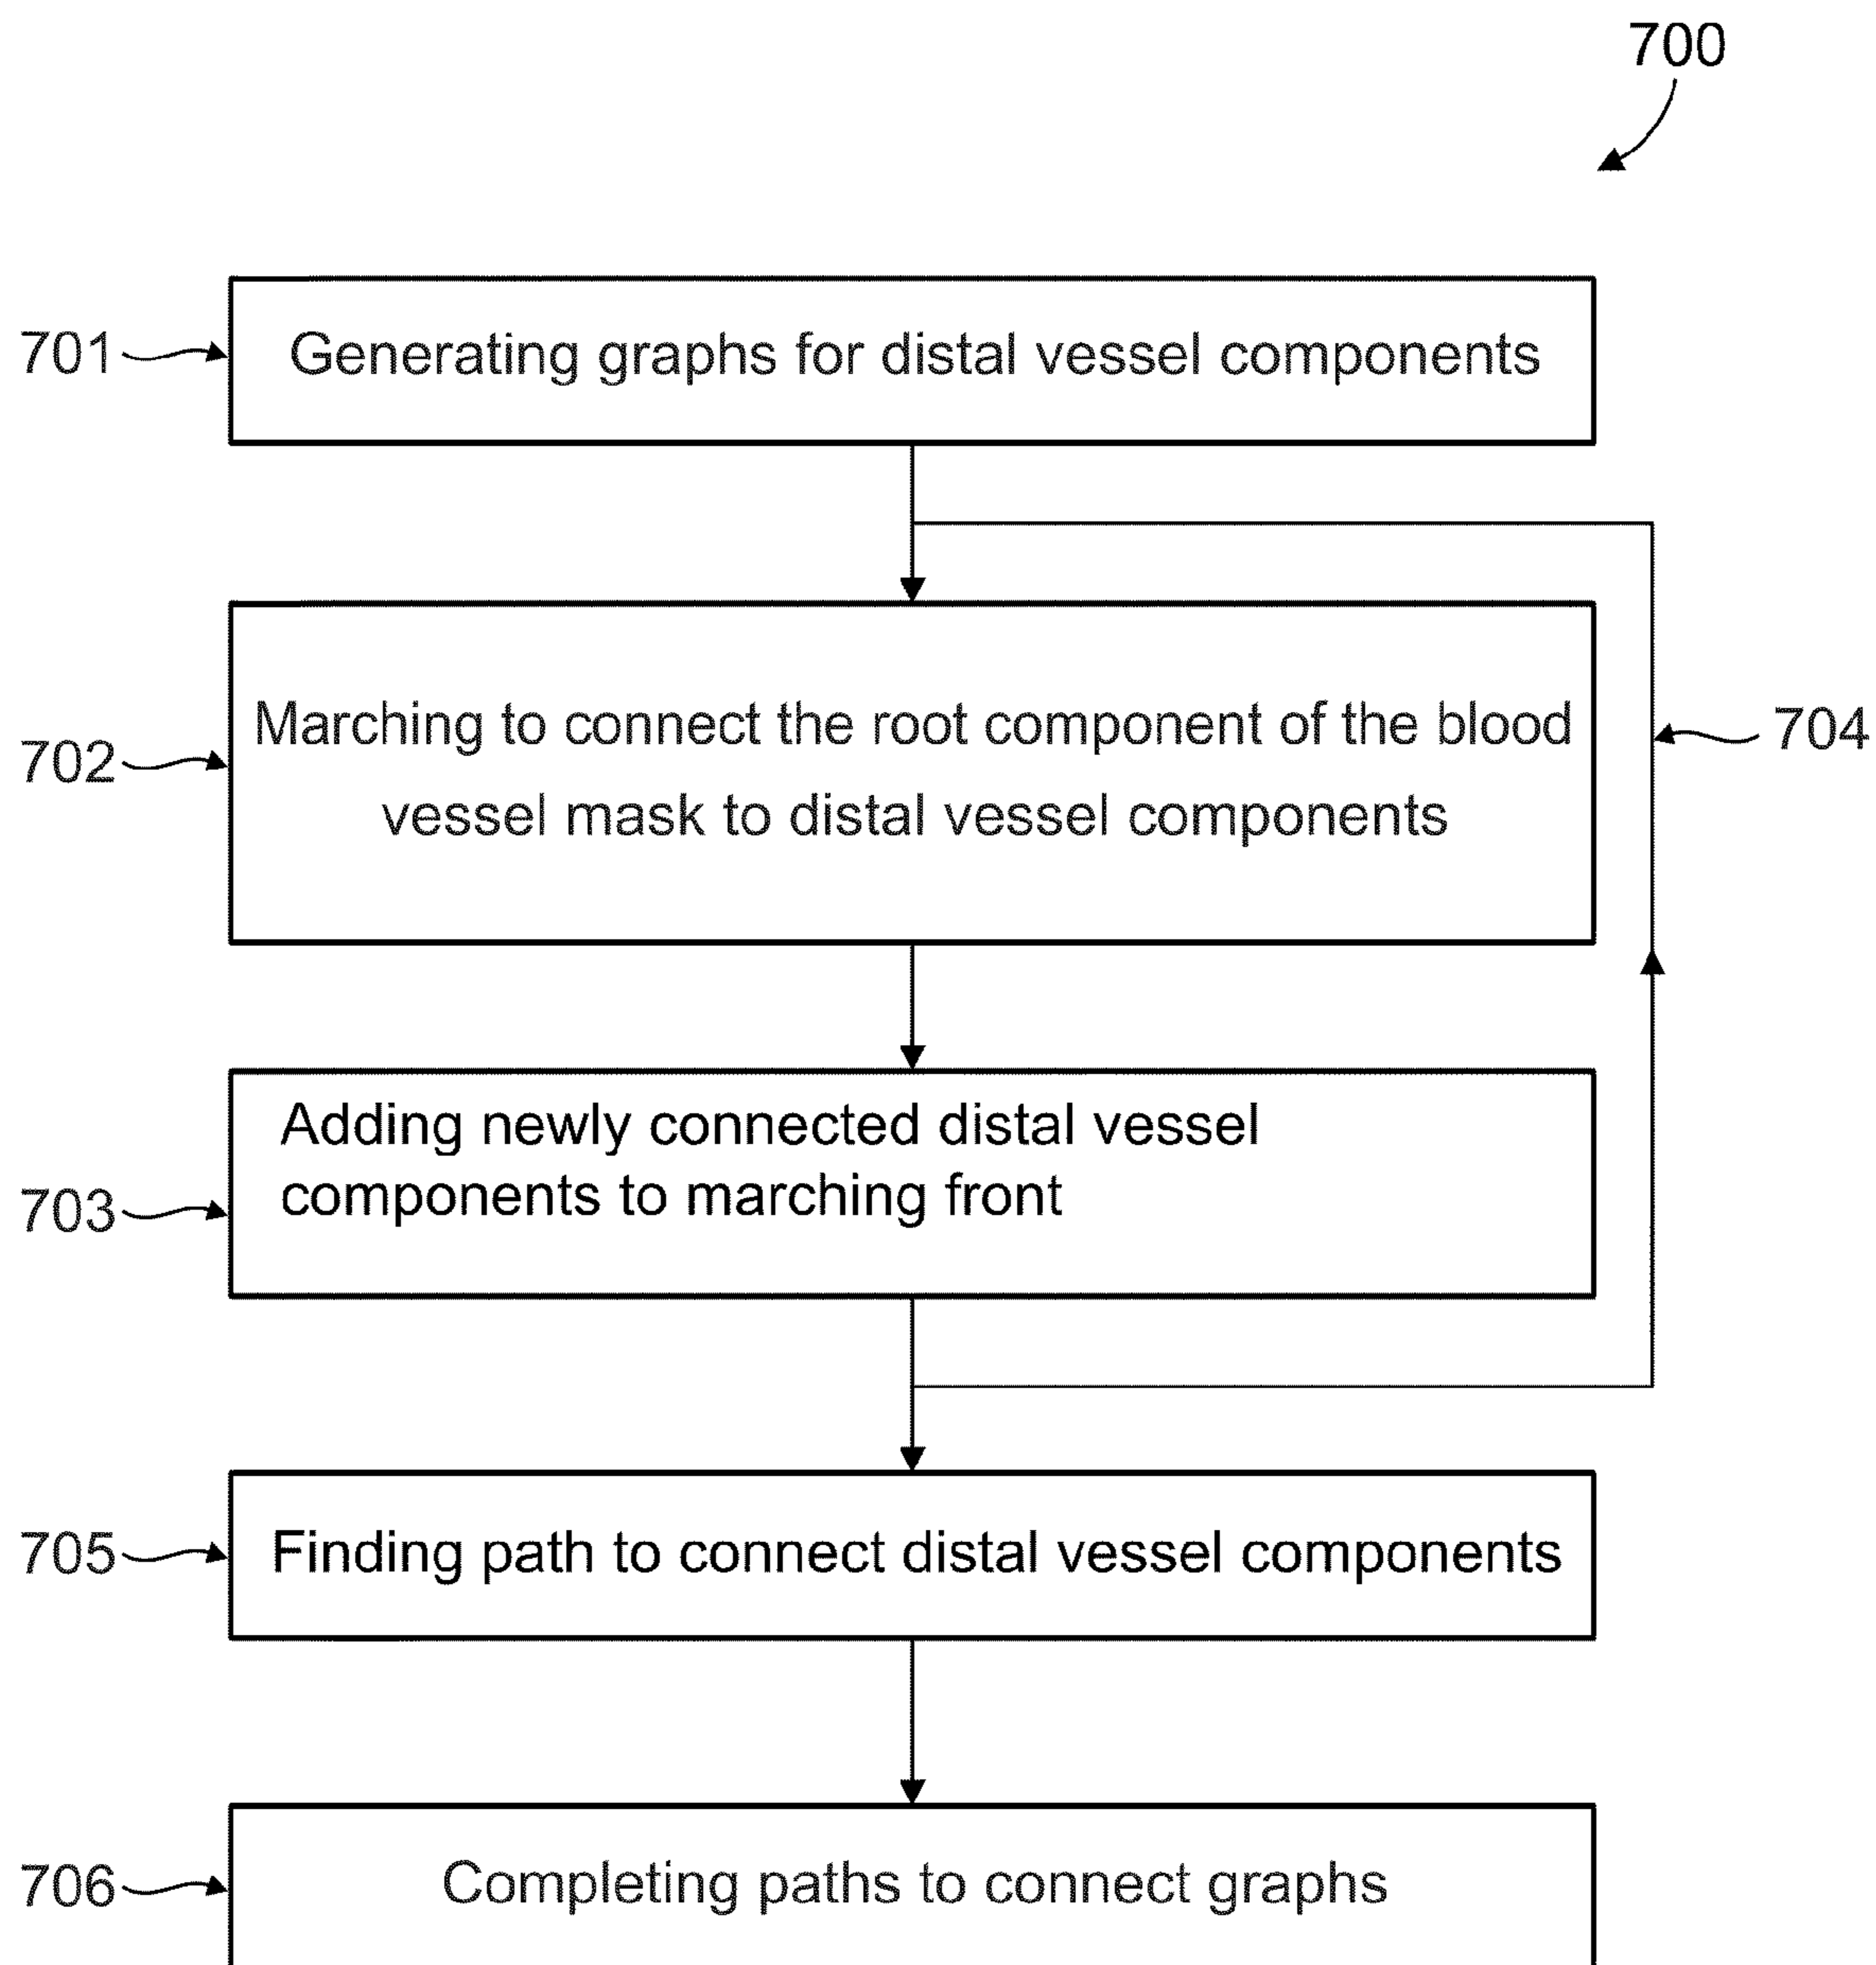 700
701
Generating graphs for distal vessel components
702
Marching to connect the root component of the blood
vessel mask to distal vessel components
704
703
Adding newly connected distal vessel
components to marching front
705
Finding path to connect distal vessel components
706
Completing paths to connect graphs